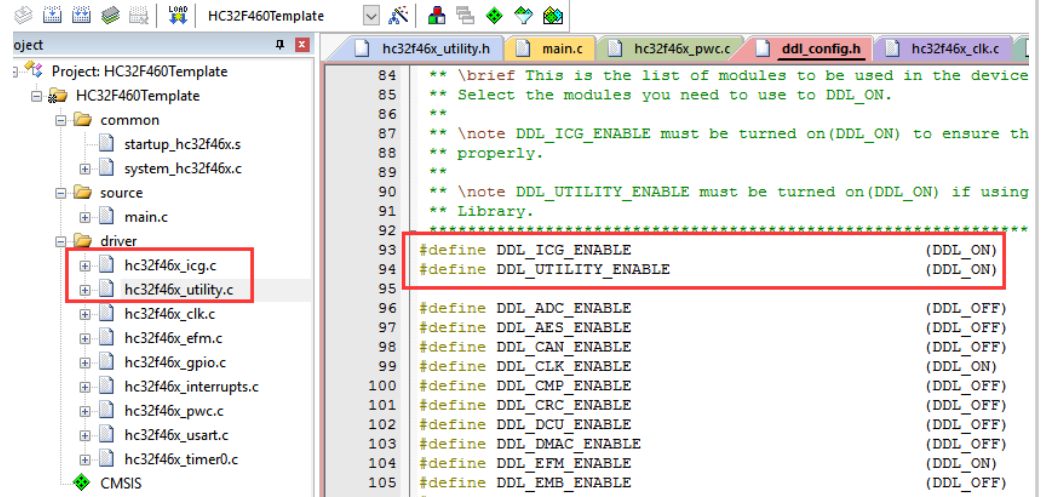 LOAD
HC32F460Template
oject
Project: HC32F460Template
HC32F460Template
common
startup_hc32f46x.s
system_hc32f46x.c
source
main.c
driver
hc32f46x_icg.c
hc32f46x_utility.c
hc32f46x_clk.c
hc32f46x_efm.c
hc32f46x_gpio.c
hc32f46x_interrupts.c
hc32f46x_pwc.c
hc32f46x_usart.c
hc32f46x_timer0.c
CMSIS
hc32f46x_utility.h main.c hc32f46x_pwc.c ddl_config.h hc32f46x_clk.c
84 ** \brief This is the list of modules to be used in the device
85 ** Select the modules you need to use to DDL_ON.
86 **
87 ** \note DDL_ICG_ENABLE must be turned on(DDL_ON) to ensure th
88 ** properly.
89 **
90 ** \note DDL_UTILITY_ENABLE must be turned on(DDL_ON) if using
91 ** Library.
92 ******************************************************************
93 #define DDL_ICG_ENABLE (DDL_ON)
94 #define DDL_UTILITY_ENABLE (DDL_ON)
95
96 #define DDL_ADC_ENABLE (DDL_OFF)
97 #define DDL_AES_ENABLE (DDL_OFF)
98 #define DDL_CAN_ENABLE (DDL_OFF)
99 #define DDL_CLK_ENABLE (DDL_ON)
100 #define DDL_CMP_ENABLE (DDL_OFF)
101 #define DDL_CRC_ENABLE (DDL_OFF)
102 #define DDL_DCU_ENABLE (DDL_OFF)
103 #define DDL_DMAC_ENABLE (DDL_OFF)
104 #define DDL_EFM_ENABLE (DDL_ON)
105 #define DDL_EMB_ENABLE (DDL_OFF)